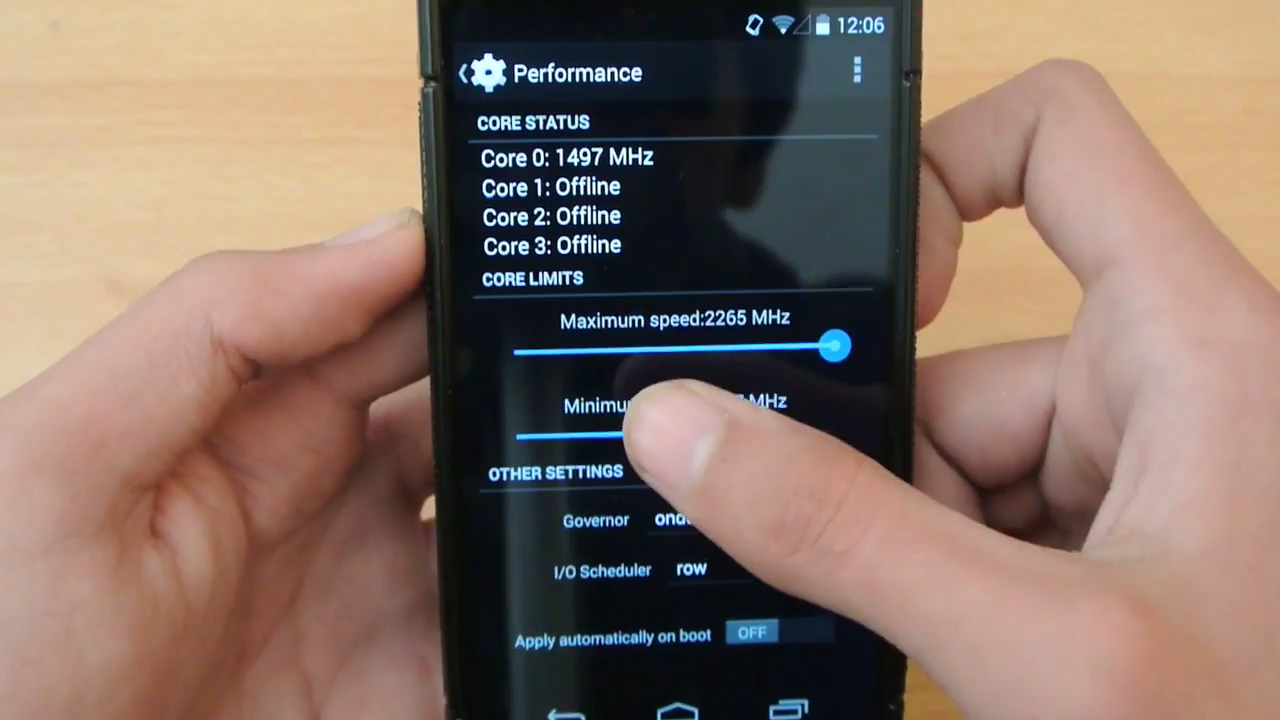 12:06
Performance
CORE STATUS
Core 0: 1497 MHz
Core 1: Offline
Core 2: Offline
Core 3: Offline
CORE LIMITS
Maximum speed:2265 MHz
MHz
OTHER SETTINGS
Governor
I/O Scheduler row
Apply automatically on boot OFF